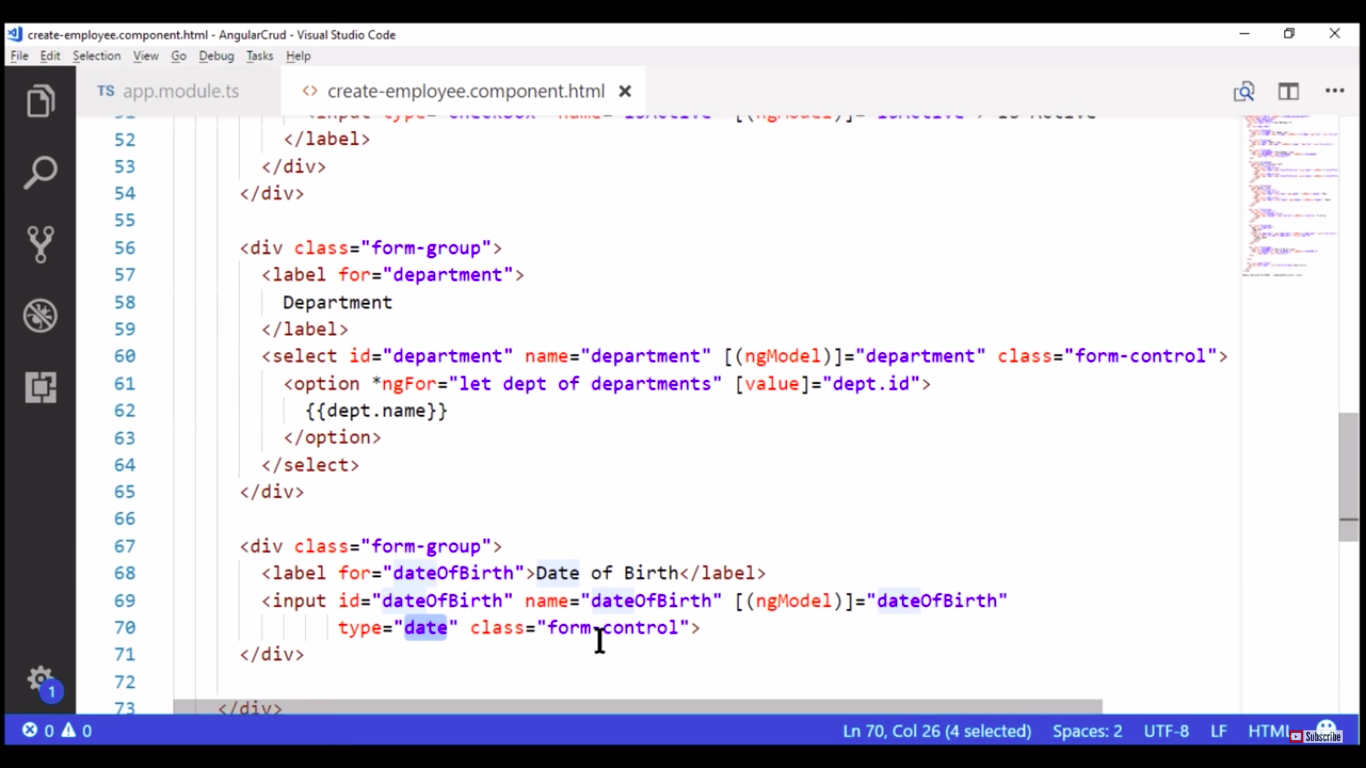 create-employee.component.html - AngularCrud - Visual Studio Code
File Edit Selection View Go Debug Tasks Help
TS app.module.ts <> create-employee.component.html
52 </label>
53 </div>
54 </div>
55
56 <div class="form-group">
57 <label for="department">
58 Department
59 </label>
60 <select id="department" name="department" [(ngModel)]="department" class="form-control">
61 <option *ngFor="let dept of departments" [value]="dept.id">
62 {{dept.name}}
63 </option>
64 </select>
65 </div>
66
67 <div class="form-group">
68 <label for="dateOfBirth">Date of Birth</label>
69 <input id="dateOfBirth" name="dateOfBirth" [(ngModel)]="dateOfBirth"
70 type="date" class="form-control">
71 </div>
72
73 </div>
1
0 0 Ln 70, Col 26 (4 selected) Spaces: 2 UTF-8 LF HTML
Subscribe